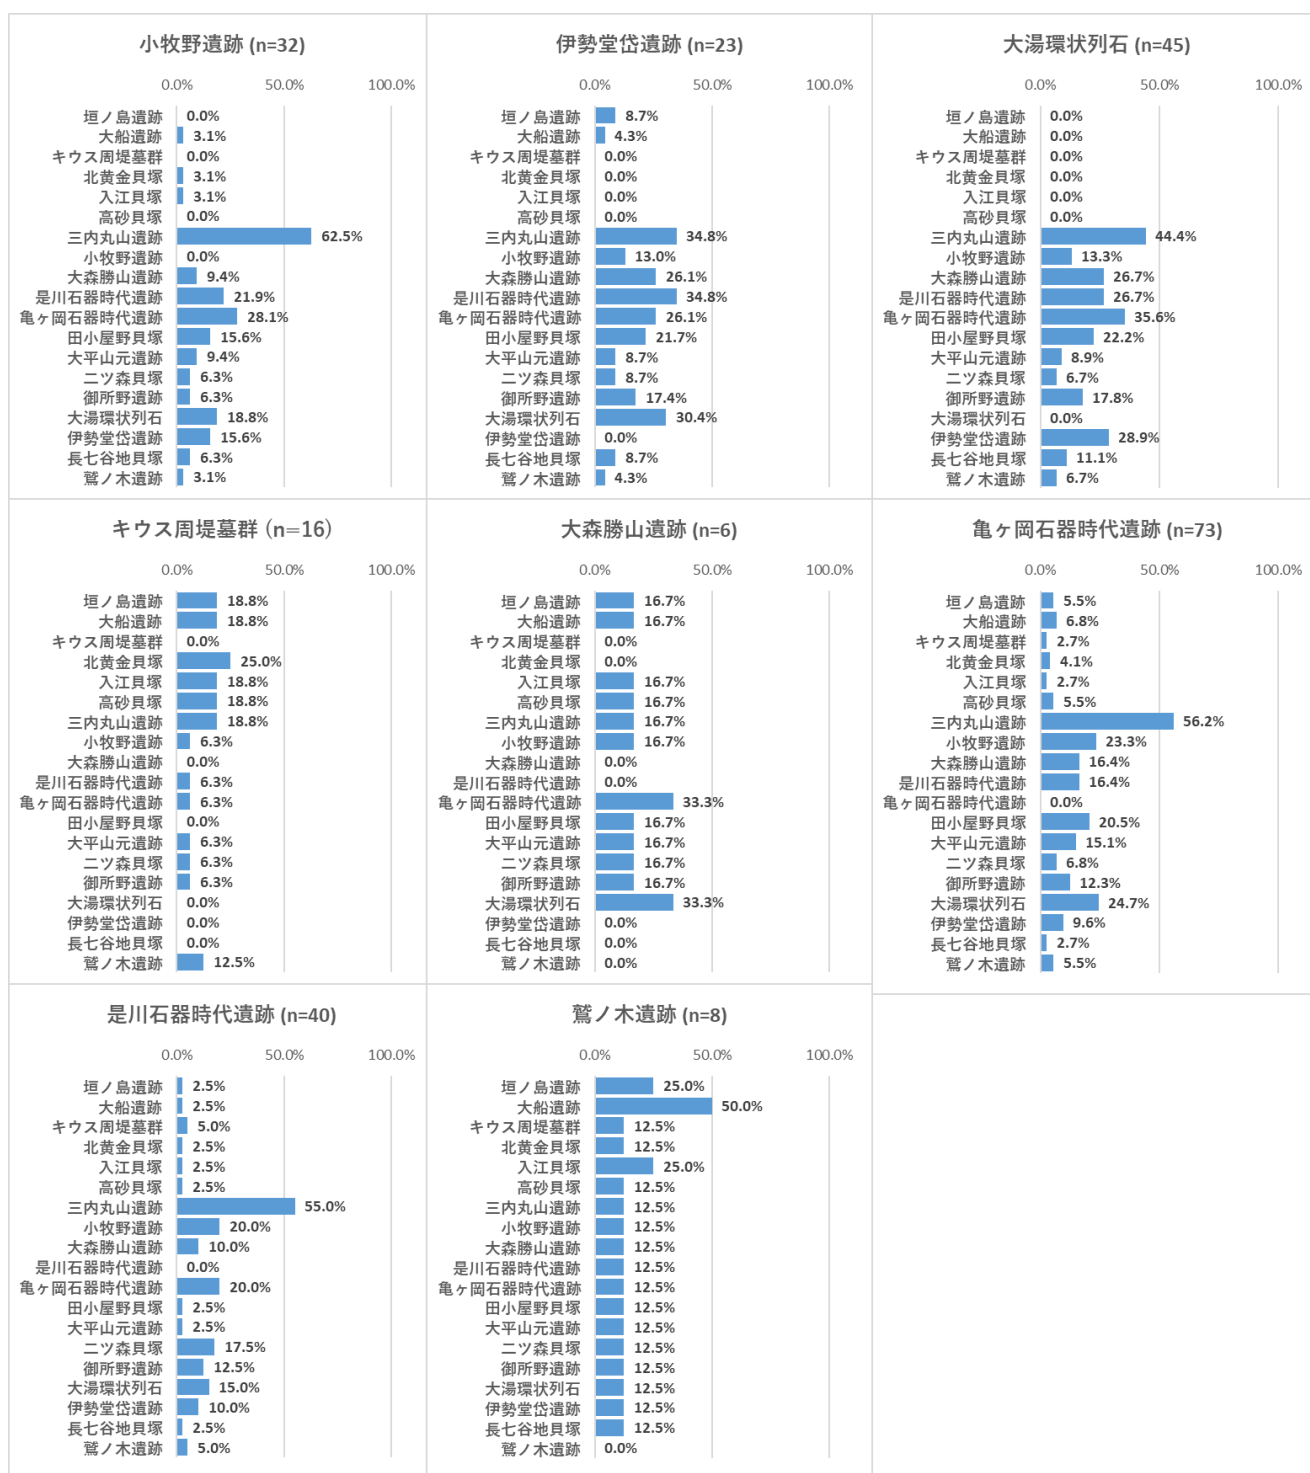 小牧野遺跡 (n=32)
0.0% 50.0% 100.0%
垣ノ島遺跡 0.0%
大船遺跡 3.1%
キウス周堤墓群 0.0%
北黄金貝塚 3.1%
入江貝塚 3.1%
高砂貝塚 0.0%
三内丸山遺跡 62.5%
小牧野遺跡 0.0%
大森勝山遺跡 9.4%
是川石器時代遺跡 21.9%
亀ヶ岡石器時代遺跡 28.1%
田小屋野貝塚 15.6%
大平山元遺跡 9.4%
二ツ森貝塚 6.3%
御所野遺跡 6.3%
大湯環状列石 18.8%
伊勢堂岱遺跡 15.6%
長七谷地貝塚 6.3%
鷲ノ木遺跡 3.1%
伊勢堂岱遺跡 (n=23)
0.0% 50.0% 100.0%
垣ノ島遺跡 8.7%
大船遺跡 4.3%
キウス周堤墓群 0.0%
北黄金貝塚 0.0%
入江貝塚 0.0%
高砂貝塚 0.0%
三内丸山遺跡 34.8%
小牧野遺跡 13.0%
大森勝山遺跡 26.1%
是川石器時代遺跡 34.8%
亀ヶ岡石器時代遺跡 26.1%
田小屋野貝塚 21.7%
大平山元遺跡 8.7%
二ツ森貝塚 8.7%
御所野遺跡 17.4%
大湯環状列石 30.4%
伊勢堂岱遺跡 0.0%
長七谷地貝塚 8.7%
鷲ノ木遺跡 4.3%
大湯環状列石 (n=45)
0.0% 50.0% 100.0%
垣ノ島遺跡 0.0%
大船遺跡 0.0%
キウス周堤墓群 0.0%
北黄金貝塚 0.0%
入江貝塚 0.0%
高砂貝塚 0.0%
三内丸山遺跡 44.4%
小牧野遺跡 13.3%
大森勝山遺跡 26.7%
是川石器時代遺跡 26.7%
亀ヶ岡石器時代遺跡 35.6%
田小屋野貝塚 22.2%
大平山元遺跡 8.9%
二ツ森貝塚 6.7%
御所野遺跡 17.8%
大湯環状列石 0.0%
伊勢堂岱遺跡 28.9%
長七谷地貝塚 11.1%
鷲ノ木遺跡 6.7%
キウス周堤墓群 (n=16)
0.0% 50.0% 100.0%
垣ノ島遺跡 18.8%
大船遺跡 18.8%
キウス周堤墓群 0.0%
北黄金貝塚 25.0%
入江貝塚 18.8%
高砂貝塚 18.8%
三内丸山遺跡 18.8%
小牧野遺跡 6.3%
大森勝山遺跡 0.0%
是川石器時代遺跡 6.3%
亀ヶ岡石器時代遺跡 6.3%
田小屋野貝塚 0.0%
大平山元遺跡 6.3%
二ツ森貝塚 6.3%
御所野遺跡 6.3%
大湯環状列石 0.0%
伊勢堂岱遺跡 0.0%
長七谷地貝塚 0.0%
鷲ノ木遺跡 12.5%
大森勝山遺跡 (n=6)
0.0% 50.0% 100.0%
垣ノ島遺跡 16.7%
大船遺跡 16.7%
キウス周堤墓群 0.0%
北黄金貝塚 0.0%
入江貝塚 16.7%
高砂貝塚 16.7%
三内丸山遺跡 16.7%
小牧野遺跡 16.7%
大森勝山遺跡 0.0%
是川石器時代遺跡 0.0%
亀ヶ岡石器時代遺跡 33.3%
田小屋野貝塚 16.7%
大平山元遺跡 16.7%
二ツ森貝塚 16.7%
御所野遺跡 16.7%
大湯環状列石 33.3%
伊勢堂岱遺跡 0.0%
長七谷地貝塚 0.0%
鷲ノ木遺跡 0.0%
亀ヶ岡石器時代遺跡 (n=73)
0.0% 50.0% 100.0%
垣ノ島遺跡 5.5%
大船遺跡 6.8%
キウス周堤墓群 2.7%
北黄金貝塚 4.1%
入江貝塚 2.7%
高砂貝塚 5.5%
三内丸山遺跡 56.2%
小牧野遺跡 23.3%
大森勝山遺跡 16.4%
是川石器時代遺跡 16.4%
亀ヶ岡石器時代遺跡 0.0%
田小屋野貝塚 20.5%
大平山元遺跡 15.1%
二ツ森貝塚 6.8%
御所野遺跡 12.3%
大湯環状列石 24.7%
伊勢堂岱遺跡 9.6%
長七谷地貝塚 2.7%
鷲ノ木遺跡 5.5%
是川石器時代遺跡 (n=40)
0.0% 50.0% 100.0%
垣ノ島遺跡 2.5%
大船遺跡 2.5%
キウス周堤墓群 5.0%
北黄金貝塚 2.5%
入江貝塚 2.5%
高砂貝塚 2.5%
三内丸山遺跡 55.0%
小牧野遺跡 20.0%
大森勝山遺跡 10.0%
是川石器時代遺跡 0.0%
亀ヶ岡石器時代遺跡 20.0%
田小屋野貝塚 2.5%
大平山元遺跡 2.5%
二ツ森貝塚 17.5%
御所野遺跡 12.5%
大湯環状列石 15.0%
伊勢堂岱遺跡 10.0%
長七谷地貝塚 2.5%
鷲ノ木遺跡 5.0%
鷲ノ木遺跡 (n=8)
0.0% 50.0% 100.0%
垣ノ島遺跡 25.0%
大船遺跡 50.0%
キウス周堤墓群 12.5%
北黄金貝塚 12.5%
入江貝塚 25.0%
高砂貝塚 12.5%
三内丸山遺跡 12.5%
小牧野遺跡 12.5%
大森勝山遺跡 12.5%
是川石器時代遺跡 12.5%
亀ヶ岡石器時代遺跡 12.5%
田小屋野貝塚 12.5%
大平山元遺跡 12.5%
二ツ森貝塚 12.5%
御所野遺跡 12.5%
大湯環状列石 12.5%
伊勢堂岱遺跡 12.5%
長七谷地貝塚 12.5%
鷲ノ木遺跡 0.0%